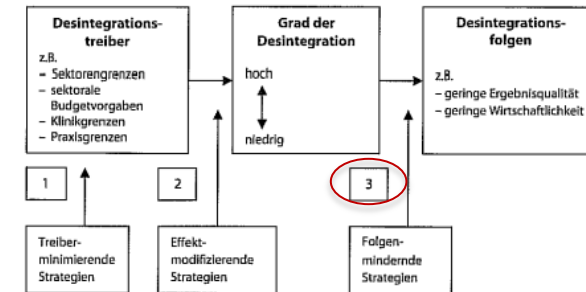 Desintegrations-
treiber
z.B.
– Sektorengrenzen
– sektorale
Budgetvorgaben
– Klinikgrenzen
– Praxisgrenzen
Grad der
Desintegration
hoch
niedrig
Desintegrations-
folgen
z.B.
– geringe Ergebnisqualität
– geringe Wirtschaftlichkeit
1
2
3
Treiber-
minimierende
Strategien
Effekt-
modifizierende
Strategien
Folgen-
mindernde
Strategien